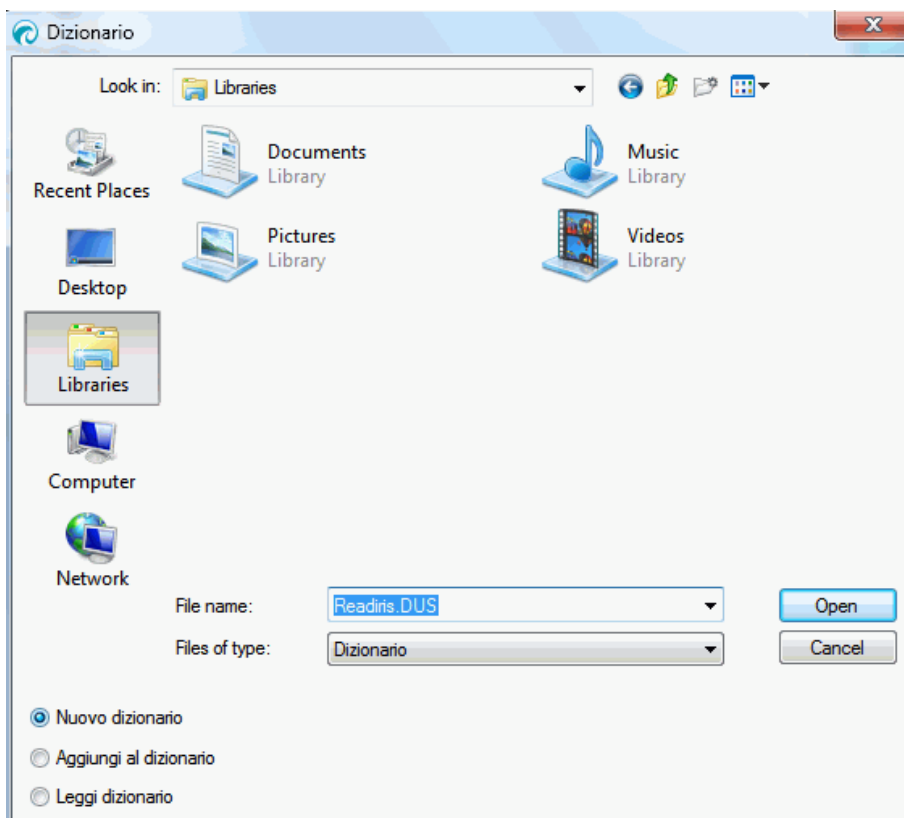 Dizionario
Look in: Libraries
Recent Places
Desktop
Libraries
Computer
Network
Documents
Library
Music
Library
Pictures
Library
Videos
Library
File name: Readiris.DUS Open
Files of type: Dizionario Cancel
Nuovo dizionario
Aggiungi al dizionario
Leggi dizionario